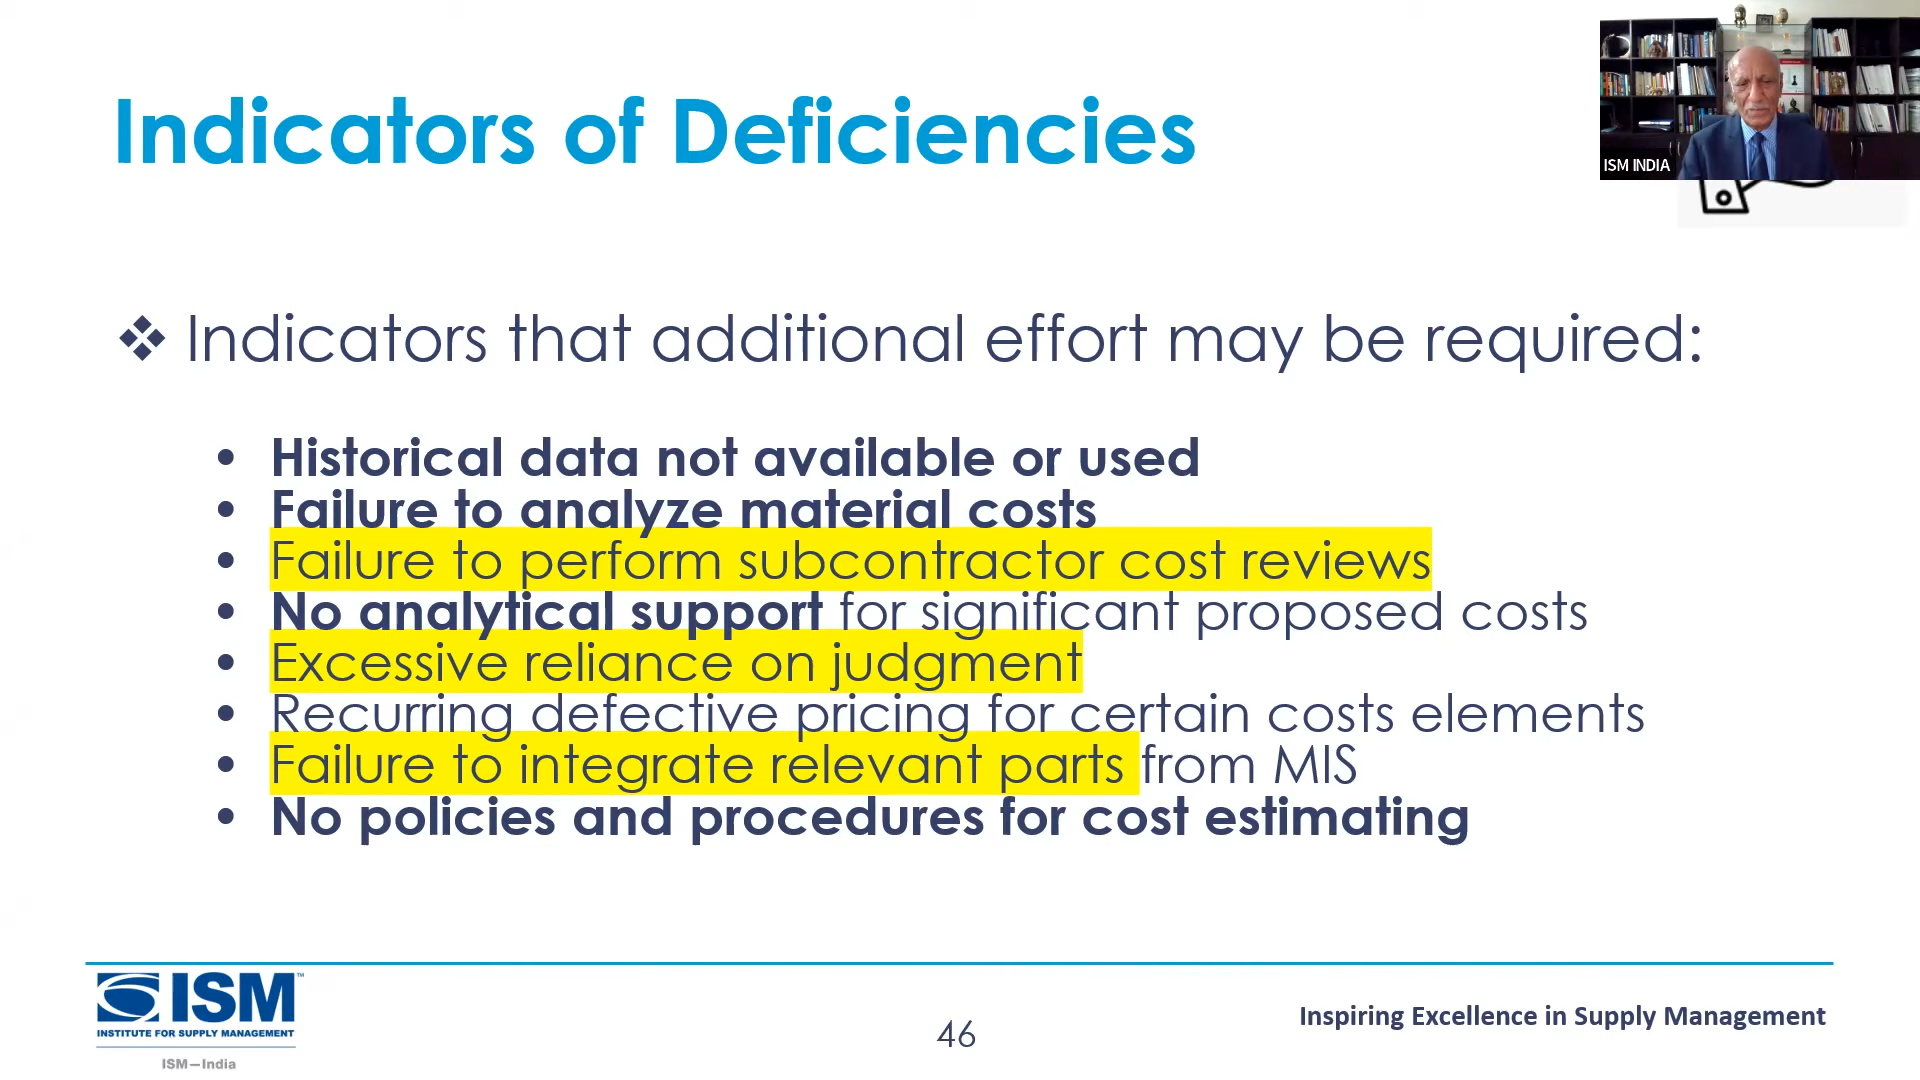 Indicators of Deficiencies
ISM INDIA
❖ Indicators that additional effort may be required:
• Historical data not available or used
• Failure to analyze material costs
• Failure to perform subcontractor cost reviews
• No analytical support for significant proposed costs
• Excessive reliance on judgment
• Recurring defective pricing for certain costs elements
• Failure to integrate relevant parts from MIS
• No policies and procedures for cost estimating
ISM™
INSTITUTE FOR SUPPLY MANAGEMENT
ISM—India
46
Inspiring Excellence in Supply Management